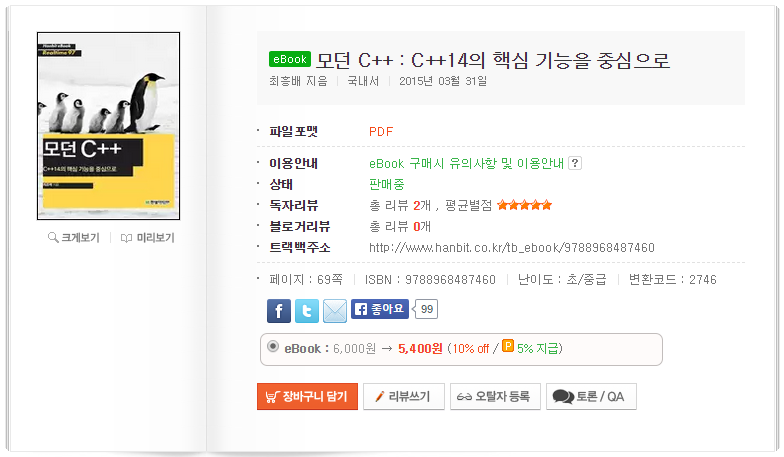 Hanbit eBook
Realtime 97
모던 C++
C++14의 핵심 기능을 중심으로
크게보기
미리보기
eBook 모던 C++ : C++14의 핵심 기능을 중심으로
최흥배 지음 | 국내서 | 2015년 03월 31일
파일포맷 PDF
이용안내 eBook 구매시 유의사항 및 이용안내 ?
상태 판매중
독자리뷰 총 리뷰 2개 , 평균별점
블로거리뷰 총 리뷰 0개
트랙백주소 http://www.hanbit.co.kr/tb_ebook/9788968487460
페이지 : 69쪽 | ISBN : 9788968487460 | 난이도 : 초/중급 | 변환코드 : 2746
f t f 좋아요 99
eBook : 6,000원 → 5,400원 (10% off / P 5% 지급)
장바구니 담기 리뷰쓰기 오탈자 등록 토론 / QA